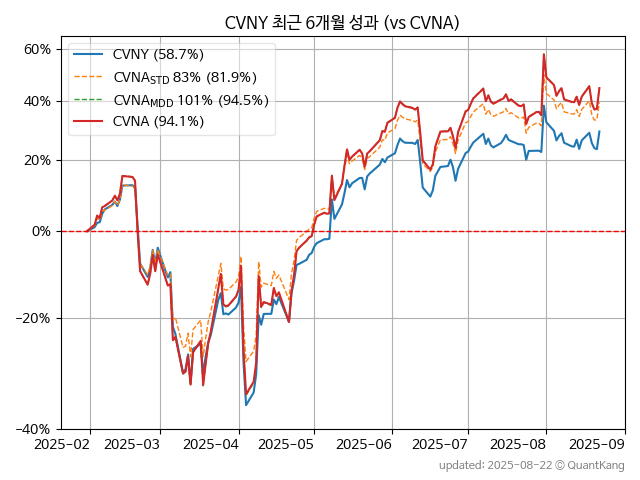 CVNY 최근 6개월 성과 (vs CVNA)
CVNY (58.7%)
CVNA_STD 83% (81.9%)
CVNA_MDD 101% (94.5%)
CVNA (94.1%)
60%
40%
20%
0%
−20%
−40%
2025-02 2025-03 2025-04 2025-05 2025-06 2025-07 2025-08 2025-09
updated: 2025-08-22 © QuantKang